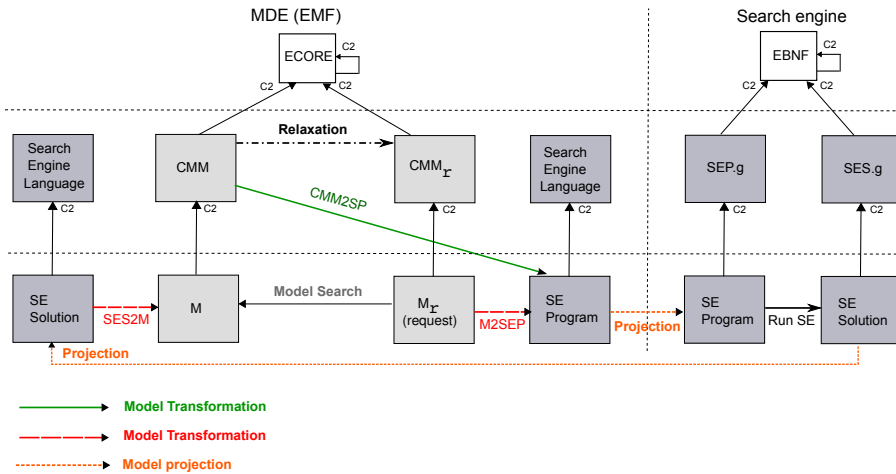 MDE (EMF)
Search engine
ECORE
C2
C2
C2
EBNF
C2
C2
C2
Search
Engine
Language
CMM
Relaxation
CMMr
Search
Engine
Language
SEP.g
SES.g
CMM2SP
C2
C2
C2
C2
C2
C2
SE
Solution
SES2M
M
Model Search
Mr
(request)
M2SEP
SE
Program
Projection
SE
Program
Run SE
SE
Solution
Projection
Model Transformation
Model Transformation
Model projection